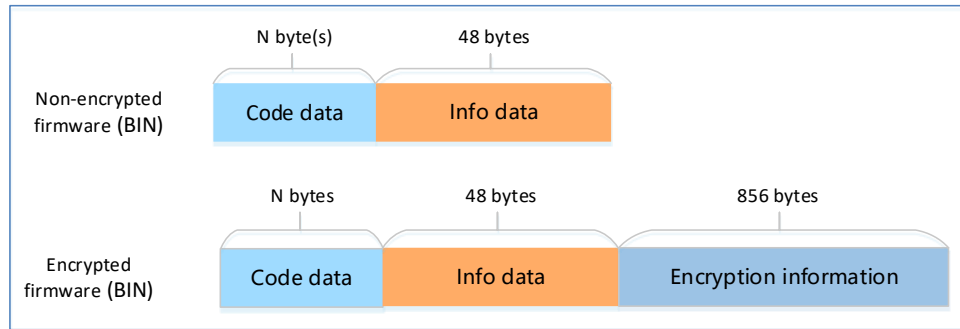 N byte(s)
48 bytes
Non-encrypted
firmware (BIN)
Code data
Info data
N bytes
48 bytes
856 bytes
Encrypted
firmware (BIN)
Code data
Info data
Encryption information